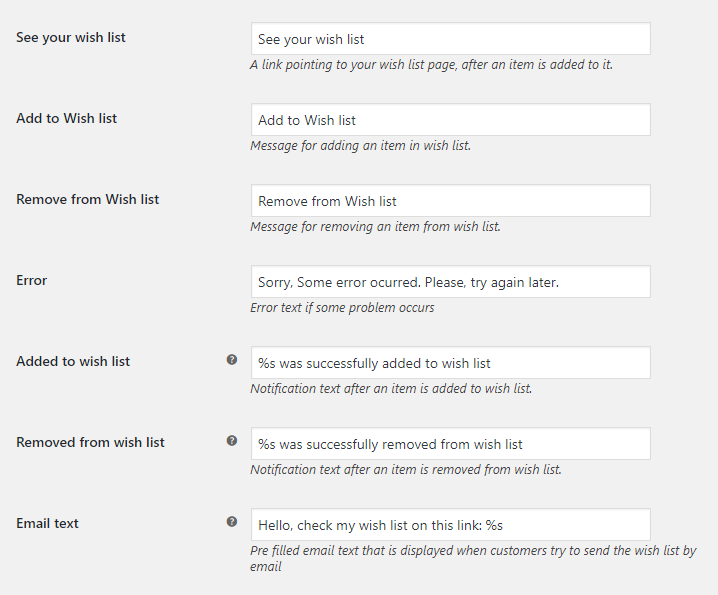 See your wish list
See your wish list
A link pointing to your wish list page, after an item is added to it.
Add to Wish list
Add to Wish list
Message for adding an item in wish list.
Remove from Wish list
Remove from Wish list
Message for removing an item from wish list.
Error
Sorry, Some error ocurred. Please, try again later.
Error text if some problem occurs
Added to wish list ?
%s was successfully added to wish list
Notification text after an item is added to wish list.
Removed from wish list ?
%s was successfully removed from wish list
Notification text after an item is removed from wish list.
Email text ?
Hello, check my wish list on this link: %s
Pre filled email text that is displayed when customers try to send the wish list by
email